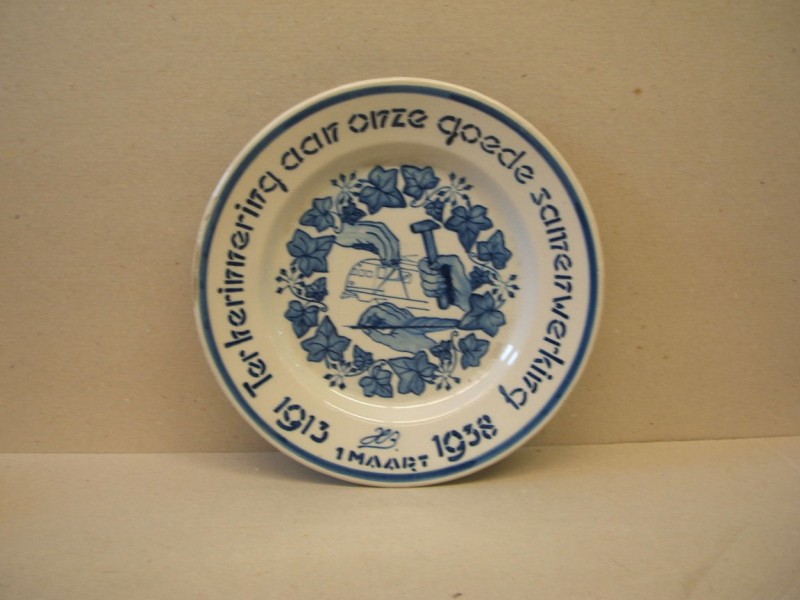 Ter herinnering aan onze goede samenwerking
1913 1938
1 MAART